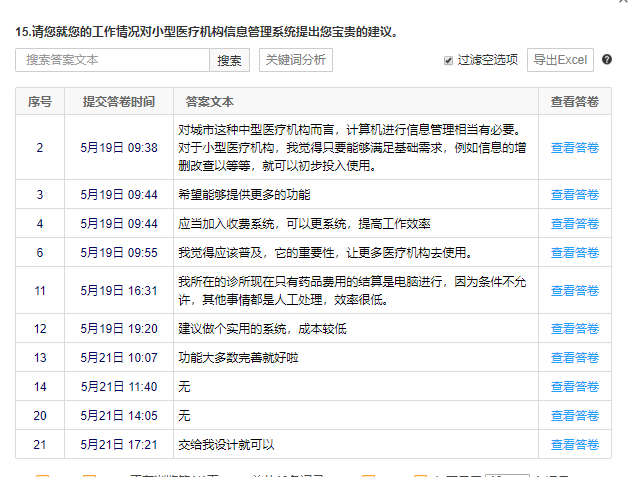 15.请您就您的工作情况对小型医疗机构信息管理系统提出您宝贵的建议。
搜索答案文本 搜索 关键词分析 过滤空选项 导出Excel ?
序号 提交答卷时间 答案文本 查看答卷
对城市这种中型医疗机构而言，计算机进行信息管理相当有必要。
2 5月19日 09:38 对于小型医疗机构，我觉得只要能够满足基础需求，例如信息的增 查看答卷
删改查以等等，就可以初步投入使用。
3 5月19日 09:44 希望能够提供更多的功能 查看答卷
4 5月19日 09:44 应当加入收费系统，可以更系统，提高工作效率 查看答卷
6 5月19日 09:55 我觉得应该普及，它的重要性，让更多医疗机构去使用。 查看答卷
11 5月19日 16:31 我所在的诊所现在只有药品费用的结算是电脑进行，因为条件不允 查看答卷
许，其他事情都是人工处理，效率很低。
12 5月19日 19:20 建议做个实用的系统，成本较低 查看答卷
13 5月21日 10:07 功能大多数完善就好啦 查看答卷
14 5月21日 11:40 无 查看答卷
20 5月21日 14:05 无 查看答卷
21 5月21日 17:21 交给我设计就可以 查看答卷